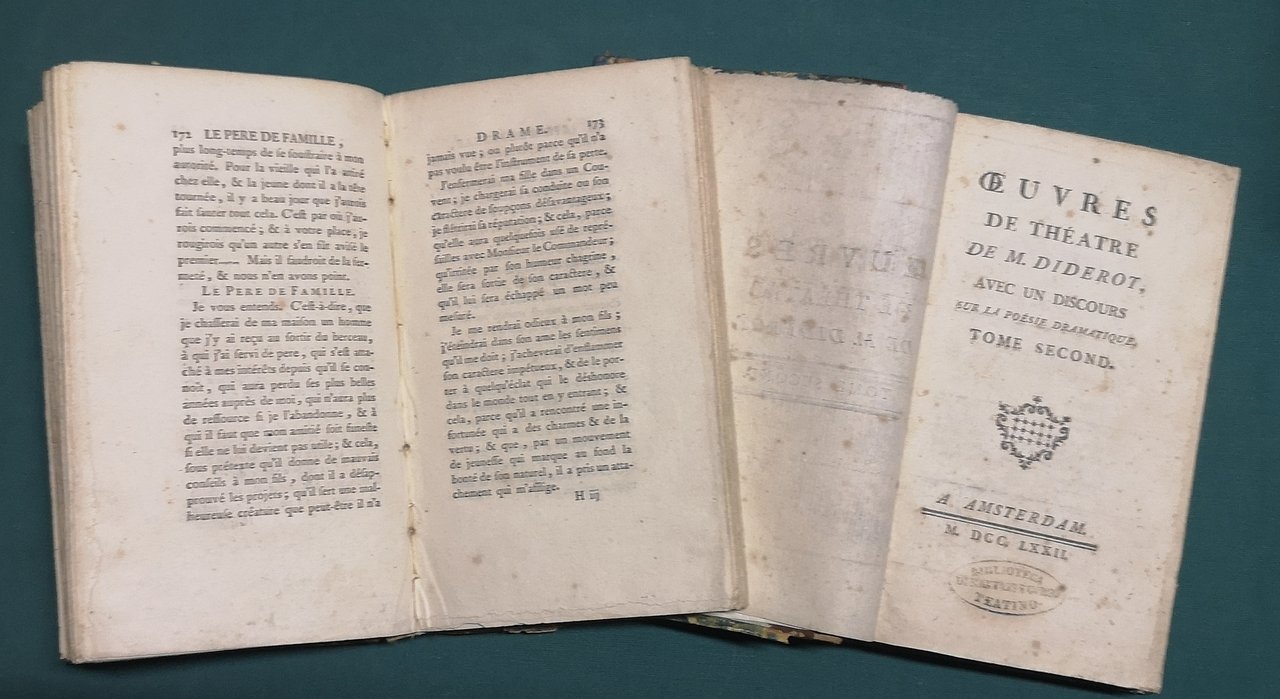 172 LE PERE DE FAMILLE,
plus long-temps de se soustraire à mon
autorité. Pour la vieille qui l'a attiré
chez elle, & la jeune dont il a la tête
tournée, il y a beau jour que j'aurois
fait sauter tout cela. C'est par où j'au-
rois commencé ; & à votre place, je
rougirois qu'un autre s'en fût avisé le
premier...... Mais il faudroit de la fer-
meté, & nous n'en avons point.
LE PERE DE FAMILLE.
Je vous entends. C'est-à-dire, que
je chasserai de ma maison un homme
que j'y ai reçu au sortir du berceau,
à qui j'ai servi de pere, qui s'est atta-
ché à mes intérêts depuis qu'il se con-
noît, qui aura perdu ses plus belles
années auprès de moi, qui n'aura plus
de ressource si je l'abandonne, & à
qui il faut que mon amitié soit funeste
si elle ne lui devient pas utile ; & cela,
sous prétexte qu'il donne de mauvais
conseils à mon fils, dont il a désap-
prouvé les projets ; qu'il sert une mal-
heureuse créature que peut-être il n'a
DRAME. 173
jamais vue ; ou plutôt parce qu'il n'a
pas voulu être l'instrument de sa perte.
J'enfermerai ma fille dans un Cou-
vent ; je chargerai sa conduite ou son
caractere de soupçons désavantageux ;
je flétrirai sa réputation ; & cela, parce
qu'elle aura quelquefois usé de repré-
sailles avec Monsieur le Commandeur ;
qu'irritée par son humeur chagrine,
elle sera sortie de son caractere, &
qu'il lui sera échappé un mot peu
mesuré.
Je me rendrai odieux à mon fils ;
j'éteindrai dans son ame les sentimens
qu'il me doit ; j'acheverai d'enflammer
son caractere impétueux, & de le por-
ter à quelqu'éclat qui le déshonore
dans le monde tout en y entrant ; &
cela, parce qu'il a rencontré une in-
fortunée qui a des charmes & de la
vertu ; & que, par un mouvement
de jeunesse qui marque au fond la
bonté de son naturel, il a pris un atta-
chement qui m'afflige.
H iij
ŒUVRES
DE THÉATRE
DE M. DIDEROT,
AVEC UN DISCOURS
SUR LA POÉSIE DRAMATIQUE,
TOME SECOND.
A AMSTERDAM.
M. DCC. LXXII.
BIBLIOTECA
TEATINO